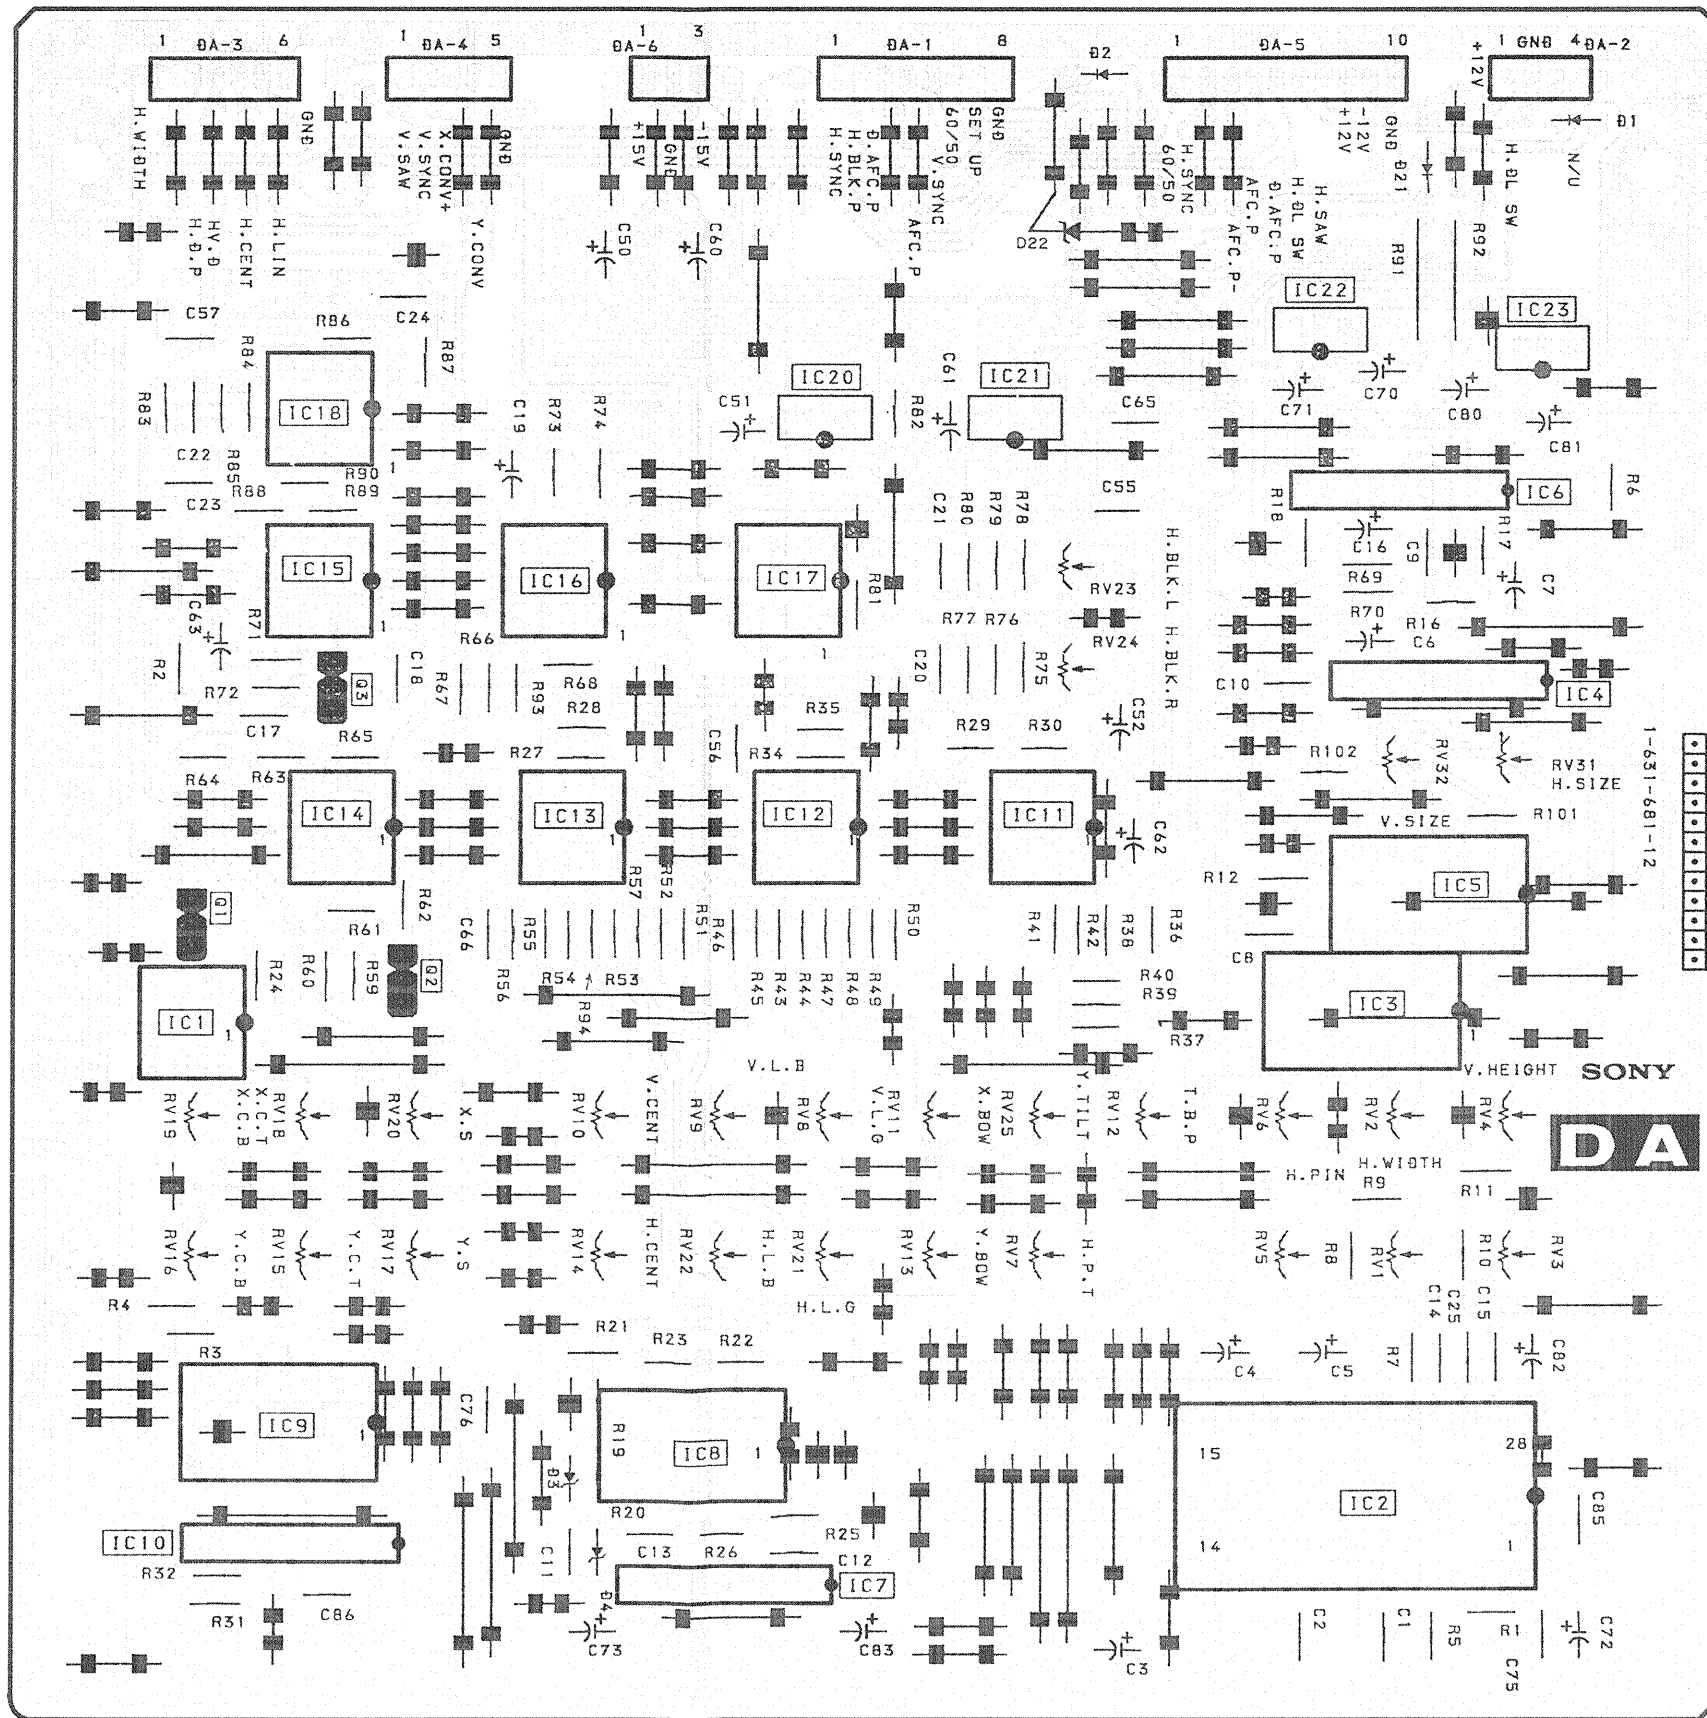 1 DA-3 6
1 DA-4 5
DA-6 3
1 DA-1 8
D2
1 DA-5 10
1 GND 4 DA-2
+12V
H.WIDTH
H.D.P
HV.D
H.CENT
H.LIN
GND
V.SAW
V.SYNC
X.CONV+
Y.CONV
GND
+15V
GND
-15V
H.SYNC
H.BLK.P
D.AFC.P
AFC.P
V.SYNC
60/50
SET UP
GND
60/50
H.SYNC
AFC.P
AFC.P-
D.AFC.P
H.DL SW
H.SAW
+12V
-12V
GND
D21
H.DL SW
N/U
D1
D22
C50
C60
R91
R92
C57
R86
C24
IC22
IC23
R83
R84
IC18
R87
C19
R73
R74
C51
IC20
R82
C61
IC21
C65
C71
C70
C80
C81
C22
R85
R90
1
C23
R88
R89
C21
R80
R79
R78
C55
R18
IC6
R6
C16
C9
R17
IC15
IC16
IC17
R81
RV23
H.BLK.L
H.BLK.R
R69
C7
C63
R71
1
R66
1
1
R77
R76
RV24
R70
R16
C6
R2
R72
Q3
C18
R67
R93
R68
C20
R75
C10
IC4
C17
R65
R28
R35
R29
R30
C52
R27
C56
R34
R102
RV32
RV31
H.SIZE
1-631-681-12
R64
R63
IC14
1
IC13
1
IC12
1
IC11
1
C62
V.SIZE
R101
R57
R52
R12
IC5
Q1
R61
R62
C66
R55
R51
R46
R50
R41
R42
R38
R36
C8
R24
R60
R59
Q2
R56
R54
R53
R45
R43
R44
R47
R48
R49
R40
R39
IC1
1
R94
R37
IC3
1
V.L.B
V.HEIGHT
SONY
RV19
X.C.B
X.C.T
RV18
RV20
X.S
RV10
V.CENT
RV9
RV8
V.L.G
RV11
X.BOW
RV25
Y.TILT
RV12
T.B.P
RV6
RV2
RV4
DA
H.PIN
H.WIDTH
R9
R11
RV16
Y.C.B
RV15
Y.C.T
RV17
Y.S
RV14
H.CENT
RV22
H.L.B
RV21
RV13
Y.BOW
RV7
H.P.T
RV5
R8
RV1
R10
RV3
R4
H.L.G
C14
C25
C15
R3
R21
R23
R22
C4
C5
R7
C82
IC9
1
C76
R19
IC8
1
15
28
D3
IC2
C85
R20
IC10
C11
C13
R26
R25
C12
14
1
R32
D4
IC7
R31
C86
C73
C83
C3
C2
C1
R5
R1
C75
C72